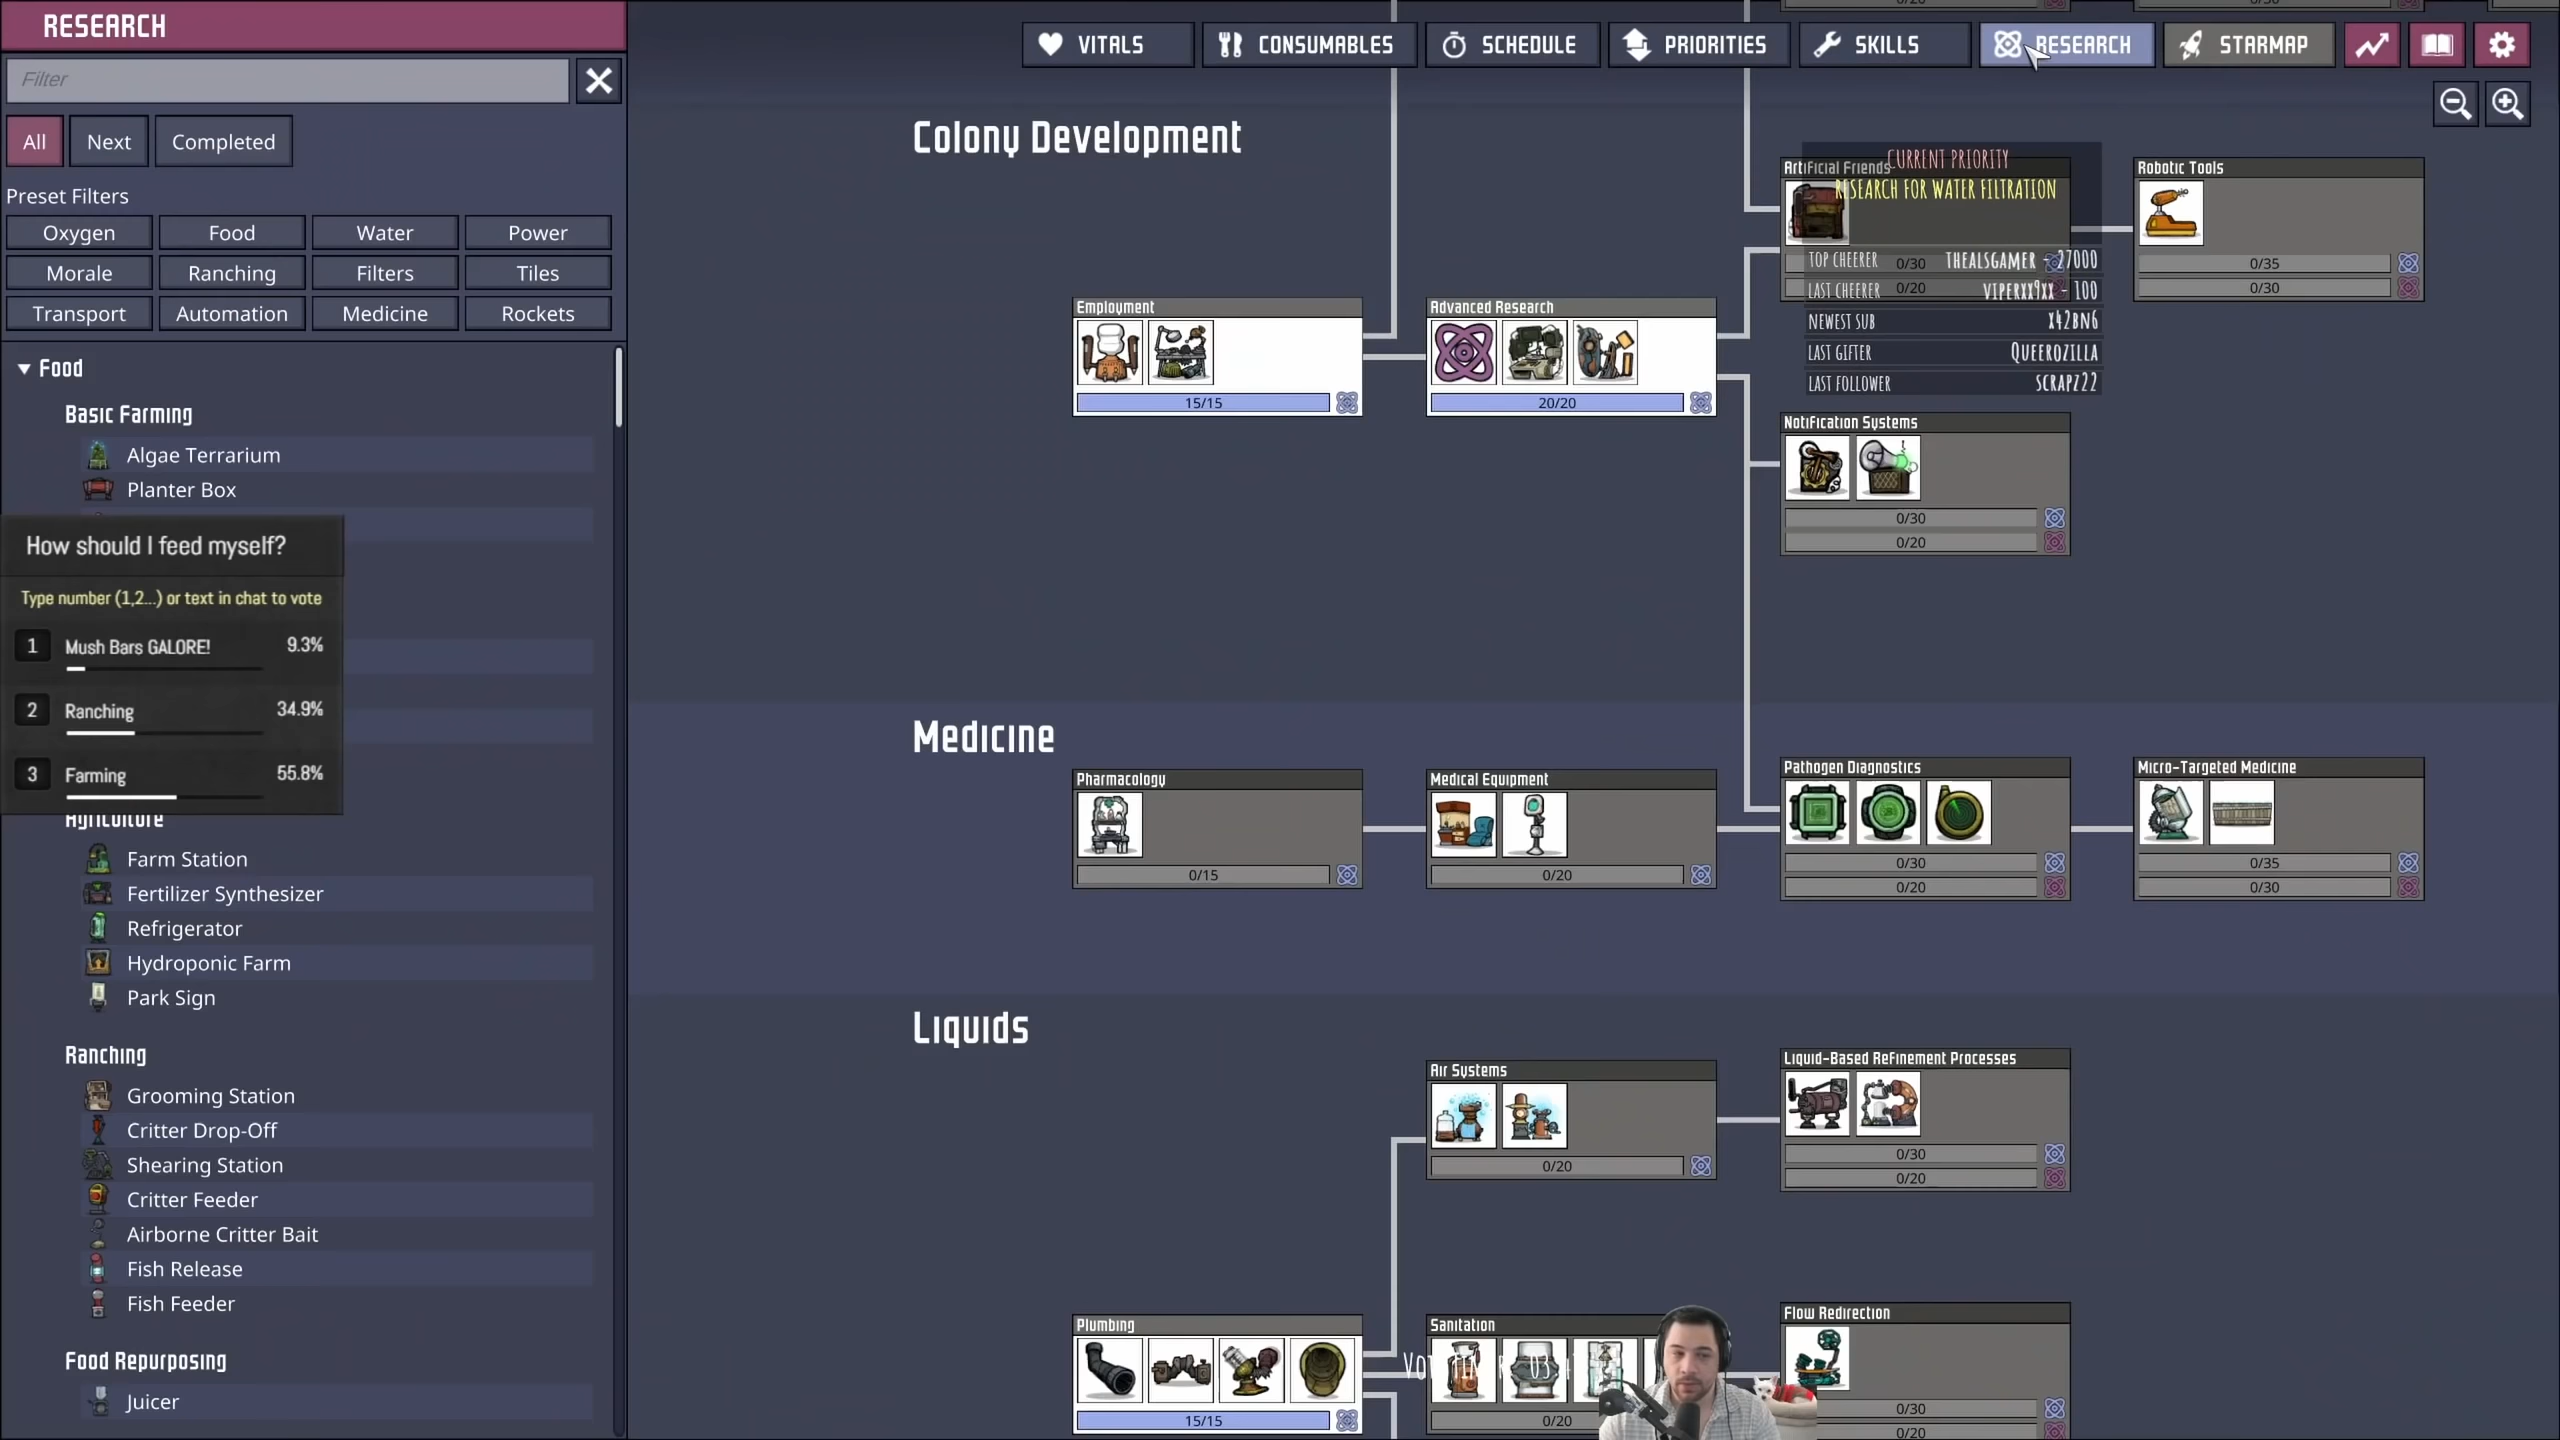 RESEARCH
VITALS
CONSUMABLES
SCHEDULE
PRIORITIES
SKILLS
RESEARCH
STARMAP
Filter
All
Next
Completed
Preset Filters
Oxygen
Food
Water
Power
Morale
Ranching
Filters
Tiles
Transport
Automation
Medicine
Rockets
Food
Basic Farming
Algae Terrarium
Planter Box
How should I feed myself?
Type number (1,2...) or text in chat to vote
1 Mush Bars GALORE! 9.3%
2 Ranching 34.9%
3 Farming 55.8%
Agriculture
Farm Station
Fertilizer Synthesizer
Refrigerator
Hydroponic Farm
Park Sign
Ranching
Grooming Station
Critter Drop-Off
Shearing Station
Critter Feeder
Airborne Critter Bait
Fish Release
Fish Feeder
Food Repurposing
Juicer
Colony Development
Employment
15/15
Advanced Research
20/20
Artificial Friends
0/30
0/20
CURRENT PRIORITY
RESEARCH FOR WATER FILTRATION
TOP CHEERER THEALSGAMER - 27000
LAST CHEERER VIPERXX9XX - 100
NEWEST SUB X42BN6
LAST GIFTER QUEEROZILLA
LAST FOLLOWER SCRAPZ22
Robotic Tools
0/35
0/30
Notification Systems
0/30
0/20
Medicine
Pharmacology
0/15
Medical Equipment
0/20
Pathogen Diagnostics
0/30
0/20
Micro-Targeted Medicine
0/35
0/30
Liquids
Air Systems
0/20
Liquid-Based Refinement Processes
0/30
0/20
Plumbing
15/15
Sanitation
0/20
Flow Redirection
0/30
0/20